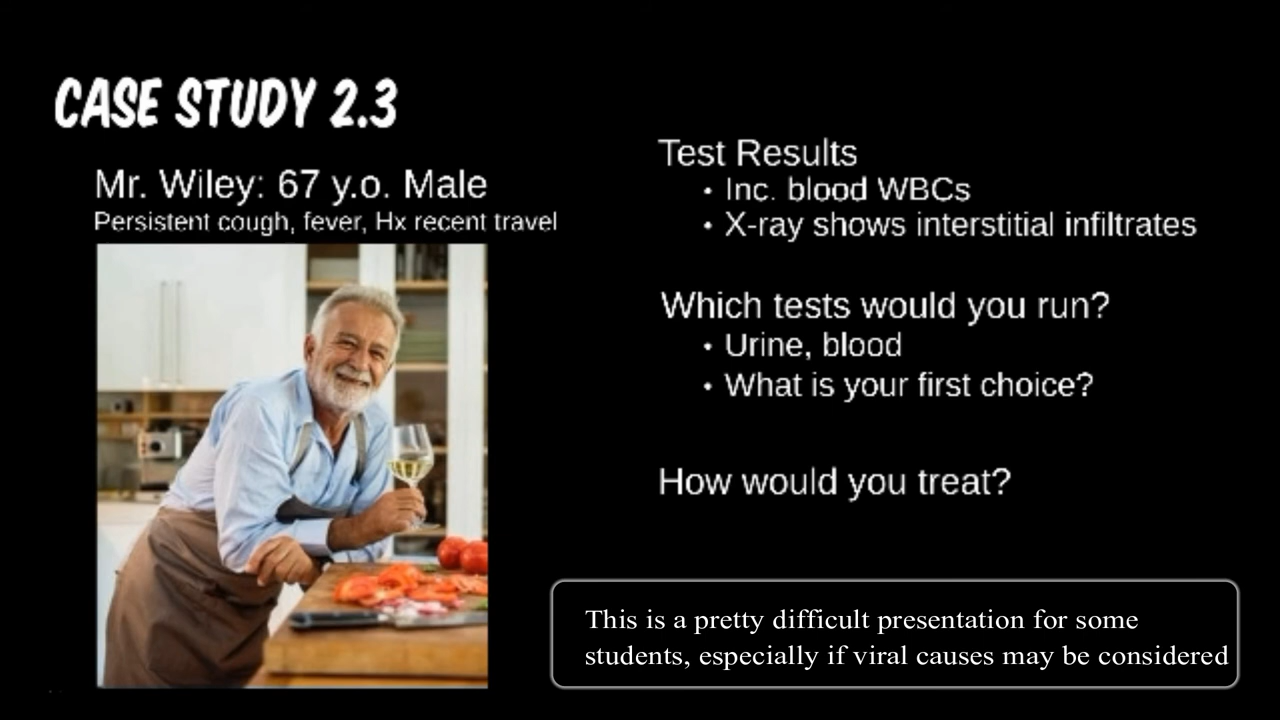 CASE STUDY 2.3
Mr. Wiley: 67 y.o. Male
Persistent cough, fever, Hx recent travel
Test Results
• Inc. blood WBCs
• X-ray shows interstitial infiltrates
Which tests would you run?
• Urine, blood
• What is your first choice?
How would you treat?
This is a pretty difficult presentation for some
students, especially if viral causes may be considered